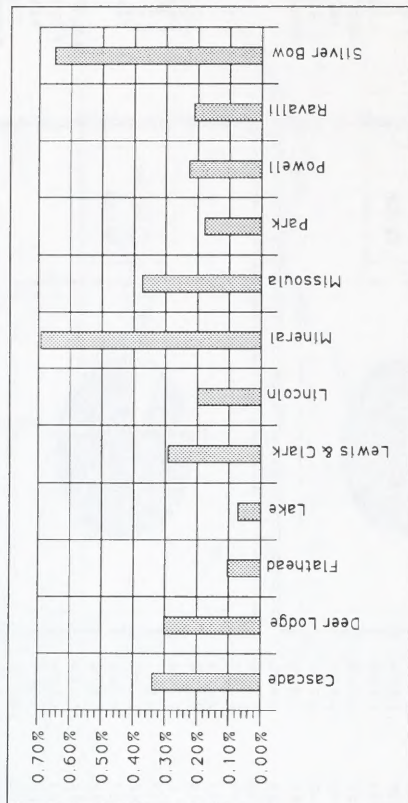 Silver Bow
Ravalli
Powell
Park
Missoula
Mineral
Lincoln
Lewis & Clark
Lake
Flathead
Deer Lodge
Cascade
0.70%
0.60%
0.50%
0.40%
0.30%
0.20%
0.10%
0.00%